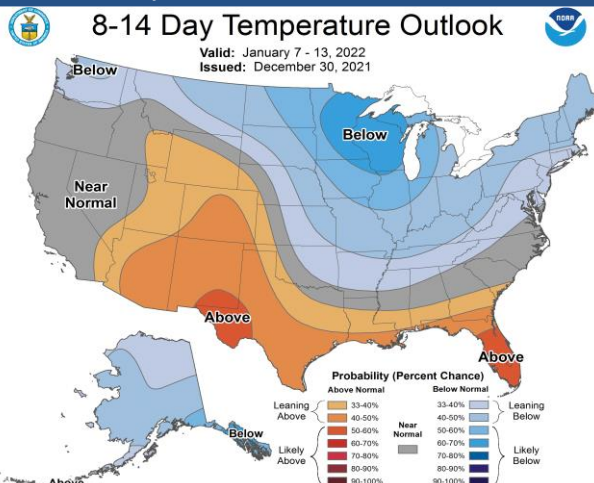 8-14 Day Temperature Outlook
Valid: January 7 - 13, 2022
Issued: December 30, 2021
NOAA
Below
Below
Near
Normal
Above
Above
Below
Above
Probability (Percent Chance)
Above Normal
Below Normal
Leaning
Above
33-40%
40-50%
50-60%
60-70%
70-80%
80-90%
90-100%
Likely
Above
Near
Normal
33-40%
40-50%
50-60%
60-70%
70-80%
80-90%
90-100%
Leaning
Below
Likely
Below